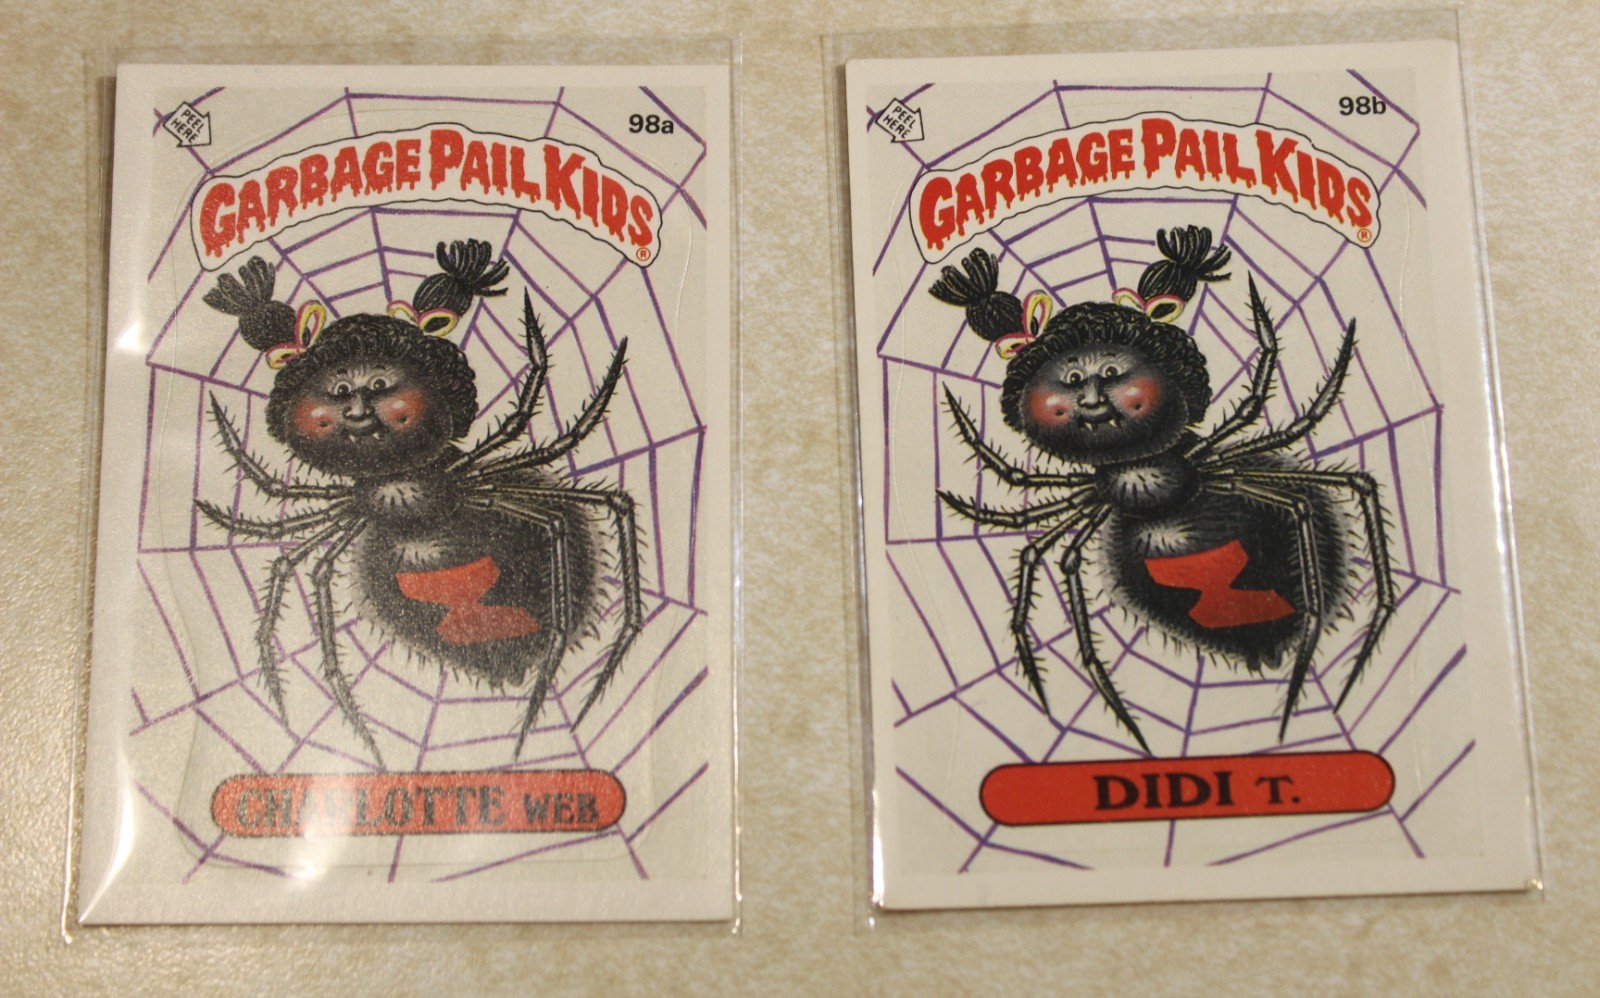 PEEL
HERE
98a
GARBAGE PAIL KIDS
®
CHARLOTTE WEB
PEEL
HERE
98b
GARBAGE PAIL KIDS
®
DIDI T.